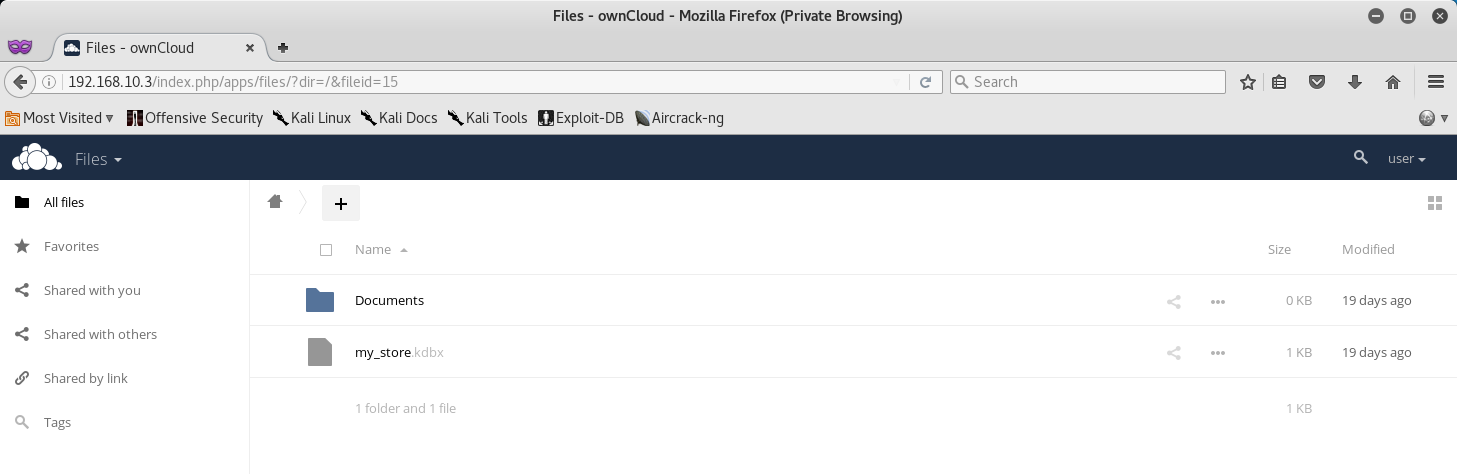 Files - ownCloud - Mozilla Firefox (Private Browsing)
Files - ownCloud
192.168.10.3/index.php/apps/files/?dir=/&fileid=15
Search
Most Visited Offensive Security Kali Linux Kali Docs Kali Tools Exploit-DB Aircrack-ng
Files
user
All files
Favorites
Shared with you
Shared with others
Shared by link
Tags
Name Size Modified
Documents 0 KB 19 days ago
my_store.kdbx 1 KB 19 days ago
1 folder and 1 file 1 KB